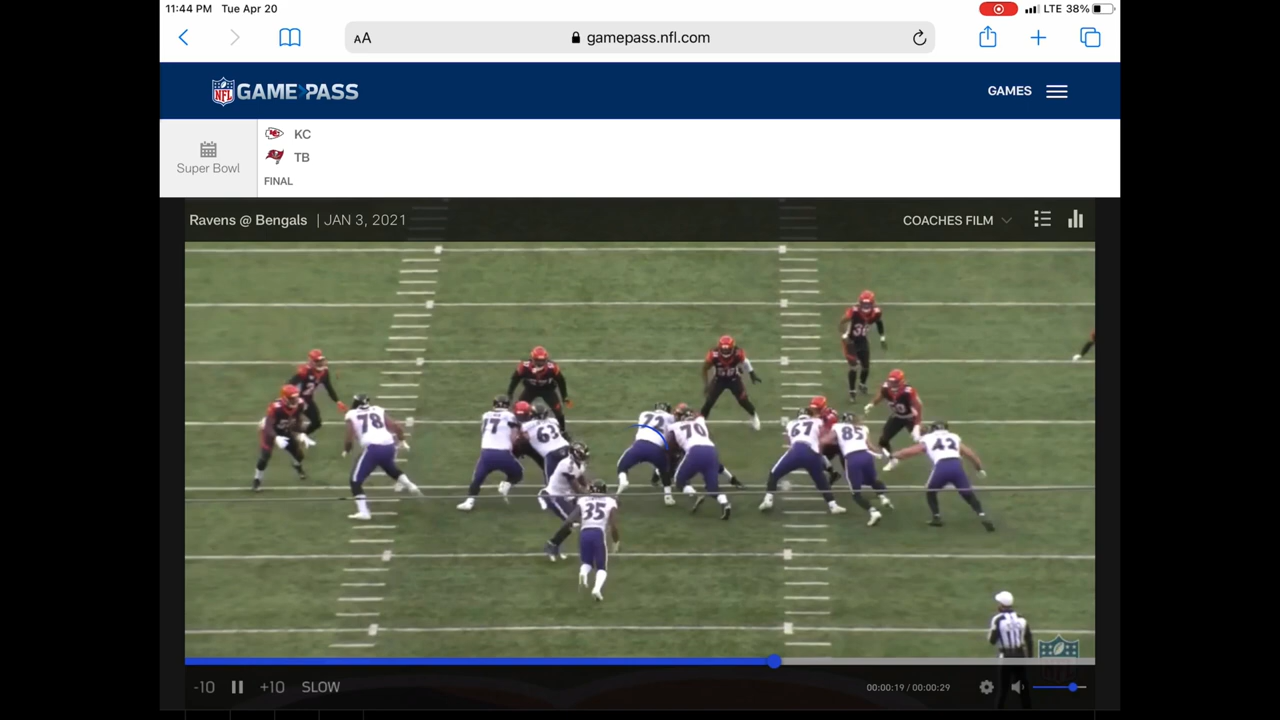 11:44 PM Tue Apr 20
LTE 38%
AA
gamepass.nfl.com
NFL GAME PASS
GAMES
Super Bowl
KC
TB
FINAL
Ravens @ Bengals | JAN 3, 2021
COACHES FILM
78
63
72
70
67
85
42
35
-10
+10 SLOW
00:00:19 / 00:00:29